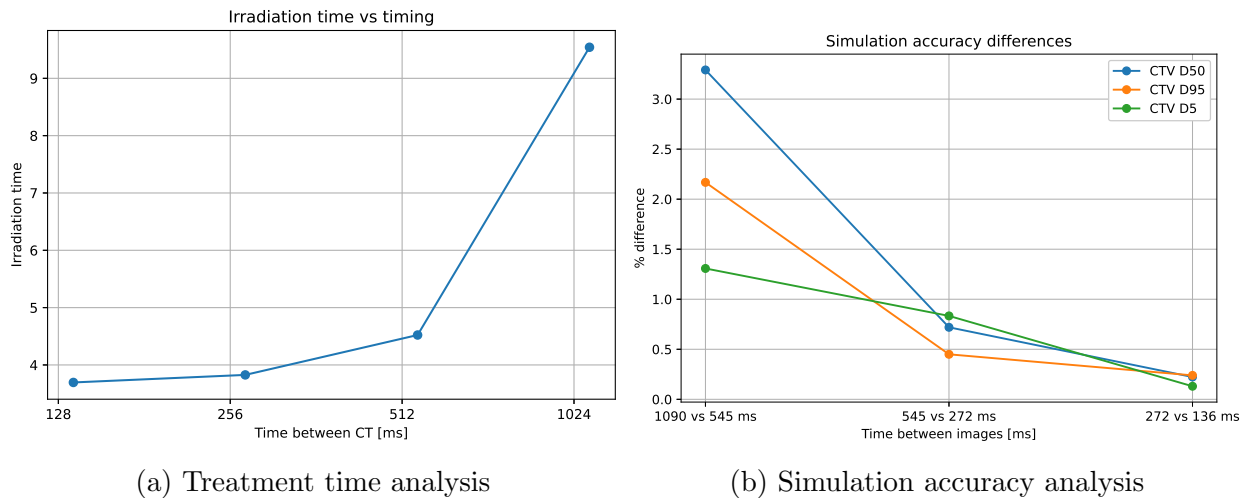 Irradiation time vs timing
Irradiation time
9
8
7
6
5
4
128 256 512 1024
Time between CT [ms]
(a) Treatment time analysis
Simulation accuracy differences
CTV D50
CTV D95
CTV D5
% difference
3.0
2.5
2.0
1.5
1.0
0.5
0.0
1090 vs 545 ms 545 vs 272 ms 272 vs 136 ms
Time between images [ms]
(b) Simulation accuracy analysis